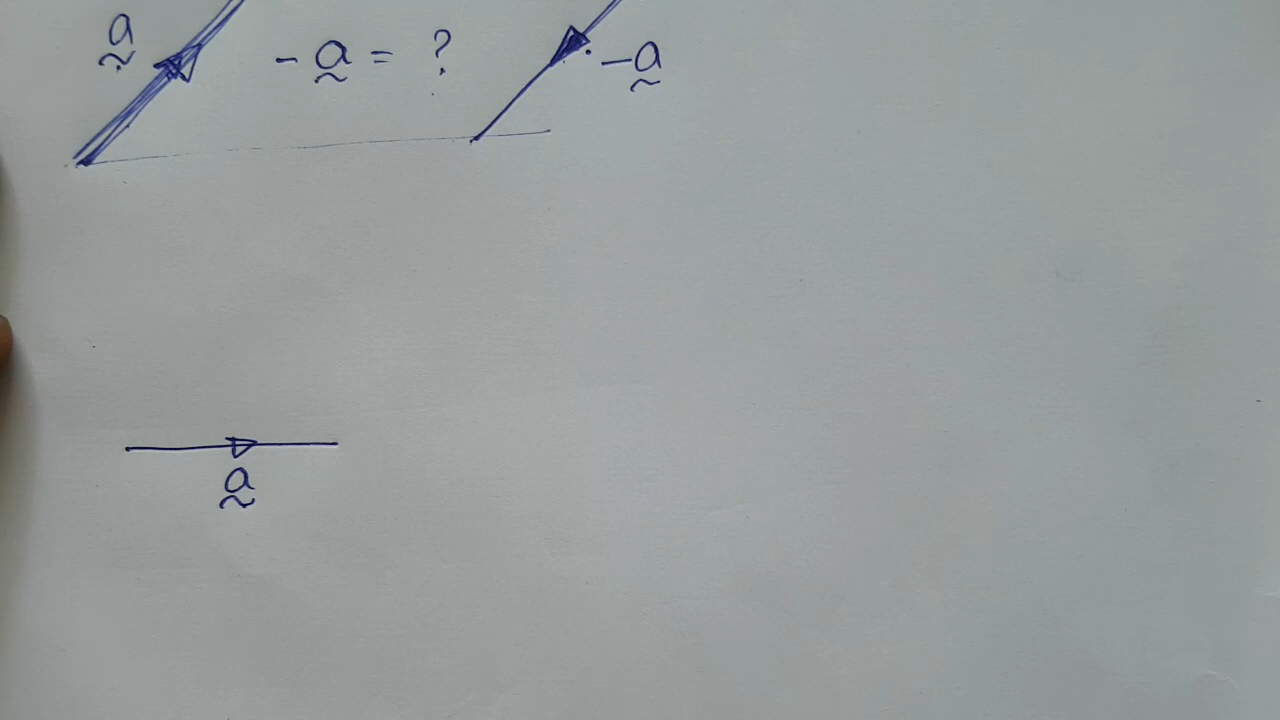 a - a = ? -a
a